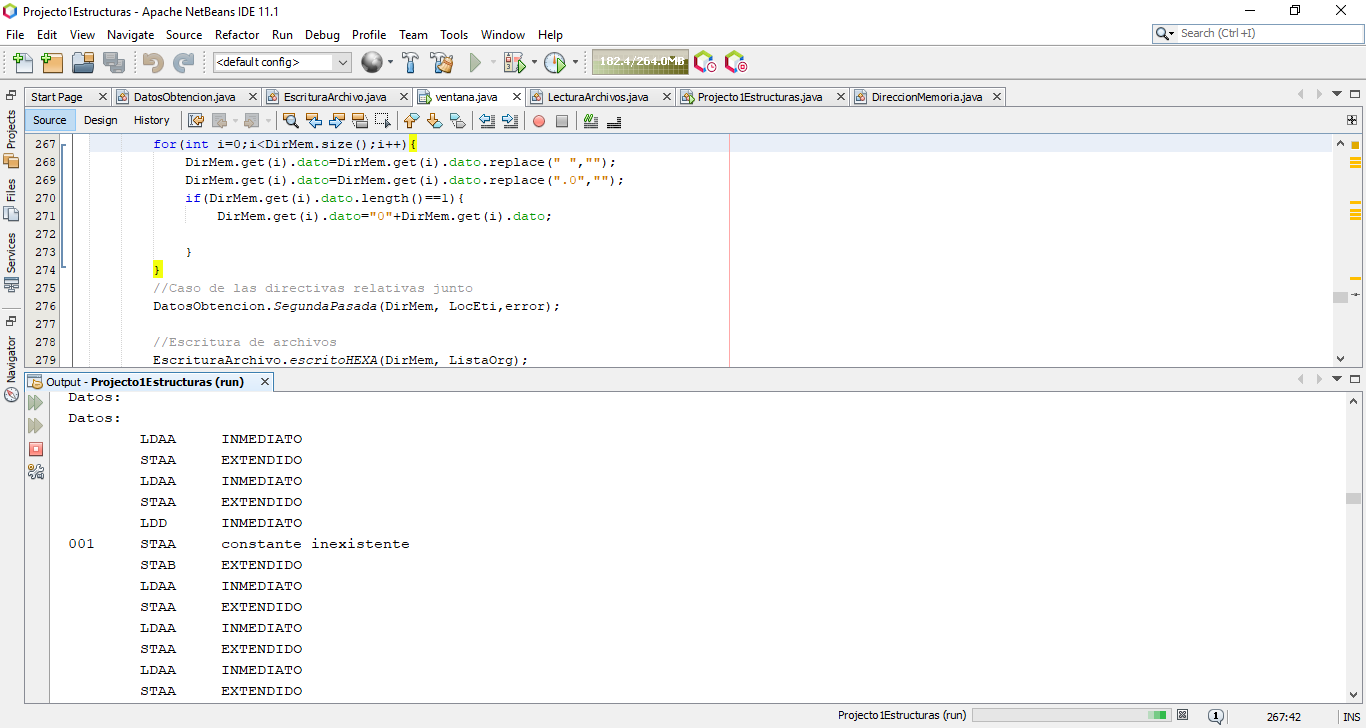 Projecto1Estructuras - Apache NetBeans IDE 11.1
File Edit View Navigate Source Refactor Run Debug Profile Team Tools Window Help
Search (Ctrl+I)
<default config>
182.4/264.0MB
Start Page DatosObtencion.java EscrituraArchivo.java ventana.java LecturaArchivos.java Projecto1Estructuras.java DireccionMemoria.java
Source Design History
Projects
Files
Services
Navigator
267 for(int i=0;i<DirMem.size();i++){
268 DirMem.get(i).dato=DirMem.get(i).dato.replace(" ","");
269 DirMem.get(i).dato=DirMem.get(i).dato.replace(".0","");
270 if(DirMem.get(i).dato.length()==1){
271 DirMem.get(i).dato="0"+DirMem.get(i).dato;
272
273 }
274 }
275 //Caso de las directivas relativas junto
276 DatosObtencion.SegundaPasada(DirMem, LocEti,error);
277
278 //Escritura de archivos
279 EscrituraArchivo.escritoHEXA(DirMem, ListaOrg);
Output - Projecto1Estructuras (run)
Datos:
Datos:
LDAA INMEDIATO
STAA EXTENDIDO
LDAA INMEDIATO
STAA EXTENDIDO
LDD INMEDIATO
001 STAA constante inexistente
STAB EXTENDIDO
LDAA INMEDIATO
STAA EXTENDIDO
LDAA INMEDIATO
STAA EXTENDIDO
LDAA INMEDIATO
STAA EXTENDIDO
Projecto1Estructuras (run) 1 267:42 INS